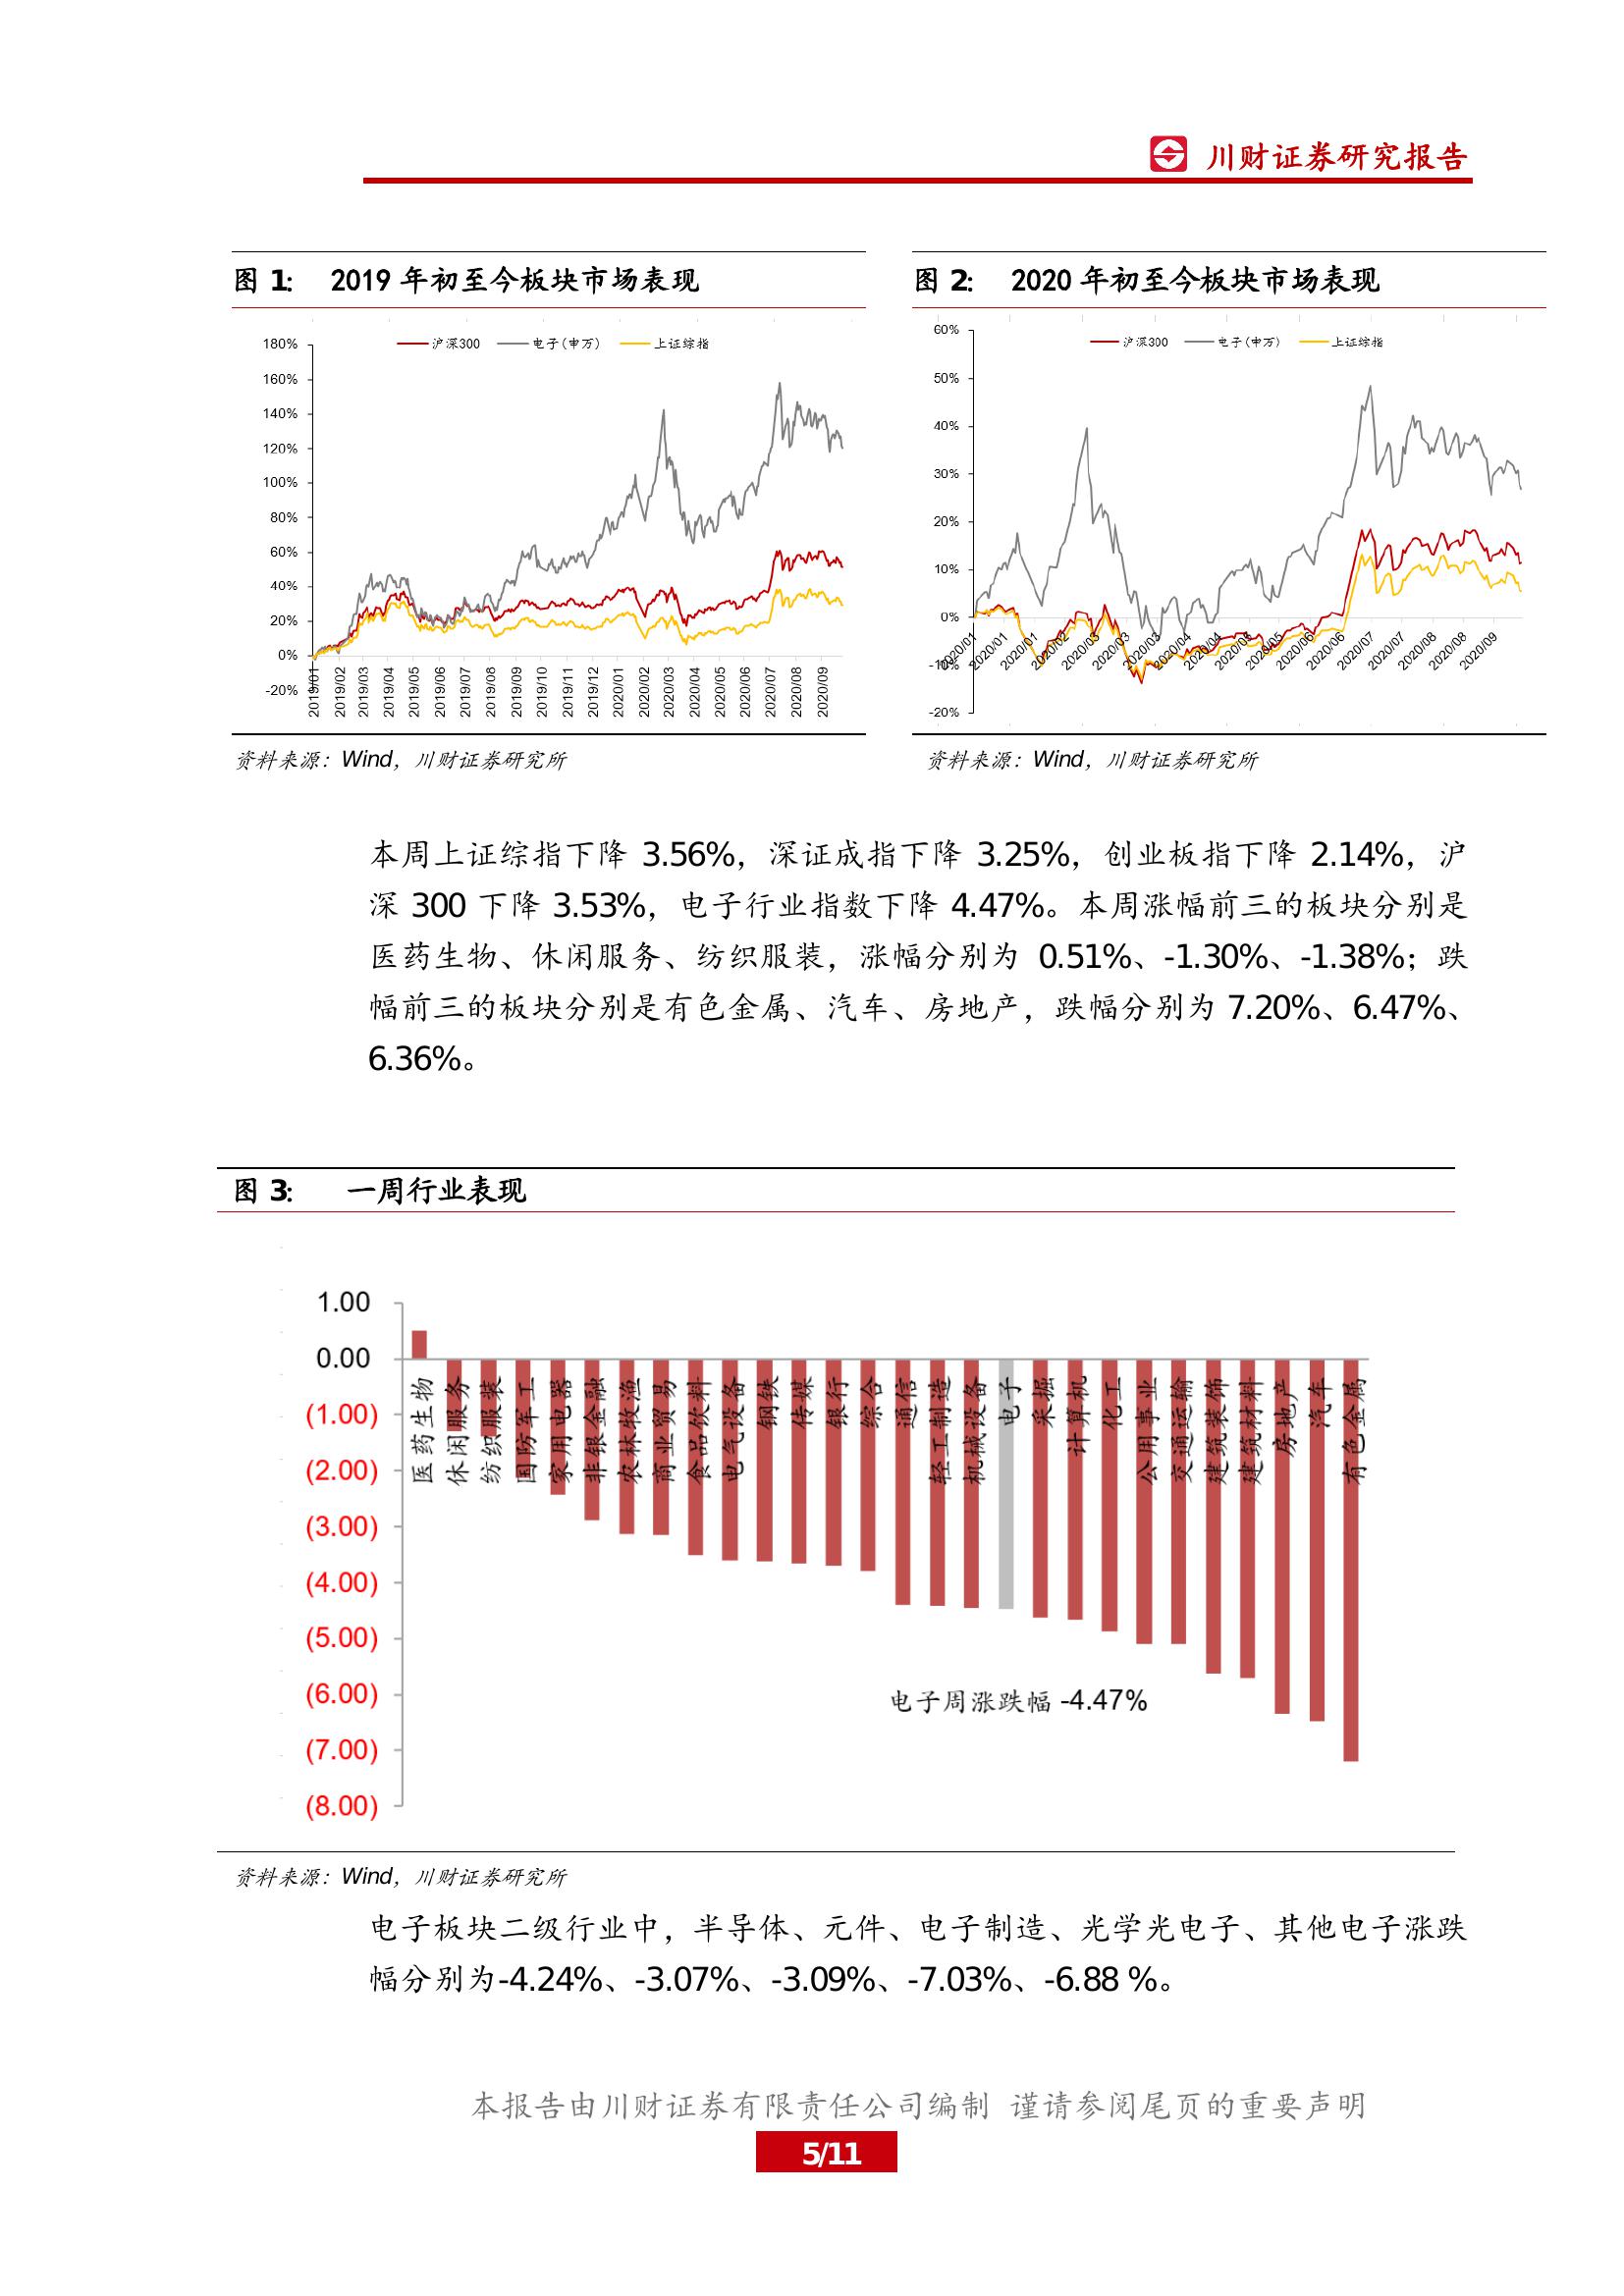 川财证券研究报告
图 1: 2019 年初至今板块市场表现
180%
160%
140%
120%
100%
80%
60%
40%
20%
0%
-20%
沪深300 电子(申万) 上证综指
2019/01 2019/02 2019/03 2019/04 2019/05 2019/06 2019/07 2019/08 2019/09 2019/10 2019/11 2019/12 2020/01 2020/02 2020/03 2020/04 2020/05 2020/06 2020/07 2020/08 2020/09
资料来源：Wind，川财证券研究所
图 2: 2020 年初至今板块市场表现
60%
50%
40%
30%
20%
10%
0%
-10%
-20%
沪深300 电子(申万) 上证综指
2020/01 2020/01 2020/01 2020/02 2020/03 2020/03 2020/03 2020/04 2020/04 2020/05 2020/05 2020/06 2020/06 2020/07 2020/07 2020/08 2020/08 2020/09
资料来源：Wind，川财证券研究所
本周上证综指下降 3.56%，深证成指下降 3.25%，创业板指下降 2.14%，沪
深 300 下降 3.53%，电子行业指数下降 4.47%。本周涨幅前三的板块分别是
医药生物、休闲服务、纺织服装，涨幅分别为 0.51%、-1.30%、-1.38%；跌
幅前三的板块分别是有色金属、汽车、房地产，跌幅分别为 7.20%、6.47%、
6.36%。
图 3: 一周行业表现
1.00
0.00
(1.00)
(2.00)
(3.00)
(4.00)
(5.00)
(6.00)
(7.00)
(8.00)
医药生物 休闲服务 纺织服装 国防军工 家用电器 非银金融 农林牧渔 商业贸易 食品饮料 电气设备 钢铁 传媒 银行 综合 通信 轻工制造 机械设备 电子 采掘 计算机 化工 公用事业 交通运输 建筑装饰 建筑材料 房地产 汽车 有色金属
电子周涨跌幅 -4.47%
资料来源：Wind，川财证券研究所
电子板块二级行业中，半导体、元件、电子制造、光学光电子、其他电子涨跌
幅分别为-4.24%、-3.07%、-3.09%、-7.03%、-6.88 %。
本报告由川财证券有限责任公司编制 谨请参阅尾页的重要声明
5/11